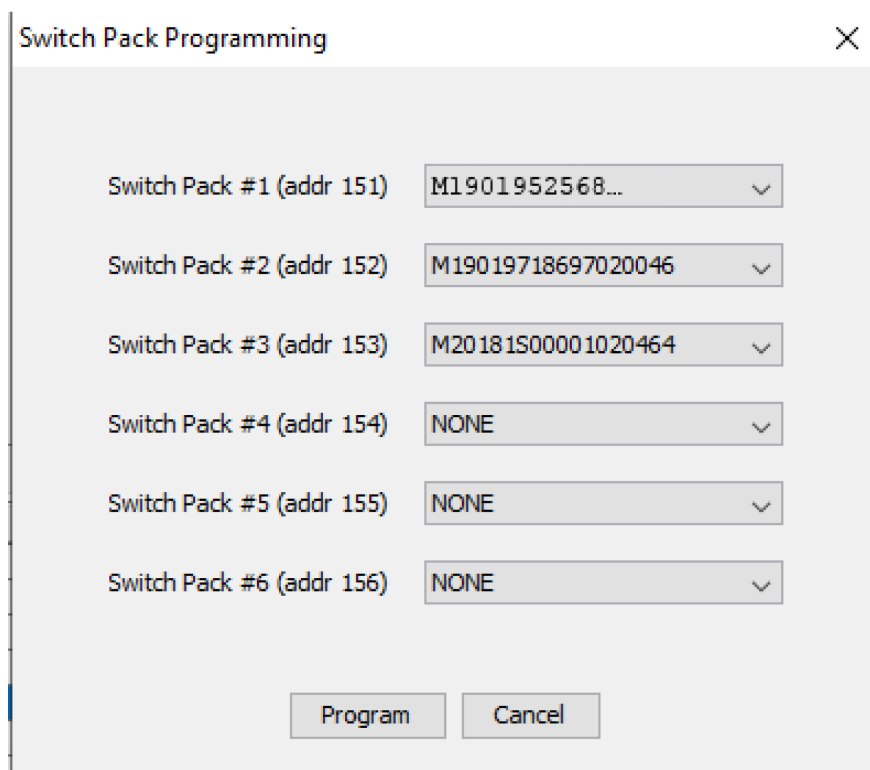 Switch Pack Programming
Switch Pack #1 (addr 151) M1901952568...
Switch Pack #2 (addr 152) M19019718697020046
Switch Pack #3 (addr 153) M20181S00001020464
Switch Pack #4 (addr 154) NONE
Switch Pack #5 (addr 155) NONE
Switch Pack #6 (addr 156) NONE
Program Cancel